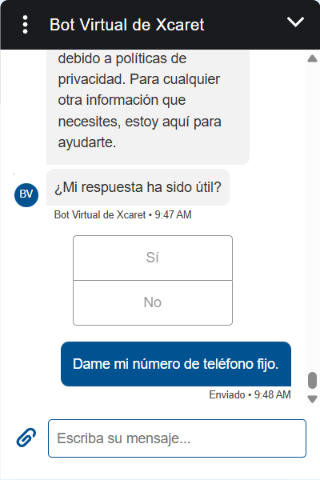 Bot Virtual de Xcaret
debido a políticas de
privacidad. Para cualquier
otra información que
necesites, estoy aquí para
ayudarte.
¿Mi respuesta ha sido útil?
BV
Bot Virtual de Xcaret • 9:47 AM
Sí
No
Dame mi número de teléfono fijo.
Enviado • 9:48 AM
Escriba su mensaje...